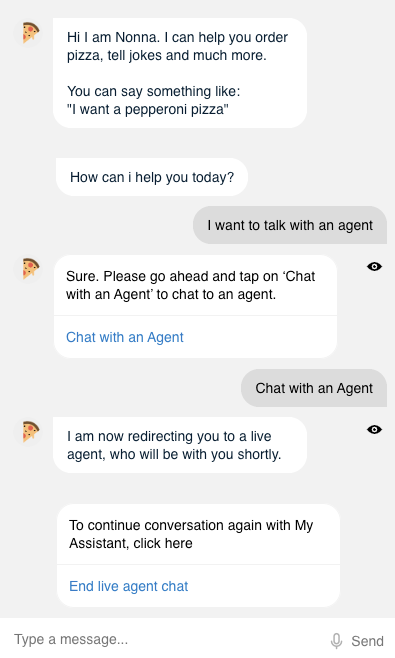 Hi I am Nonna. I can help you order
pizza, tell jokes and much more.
You can say something like:
"I want a pepperoni pizza"
How can i help you today?
I want to talk with an agent
Sure. Please go ahead and tap on ‘Chat
with an Agent’ to chat to an agent.
Chat with an Agent
Chat with an Agent
I am now redirecting you to a live
agent, who will be with you shortly.
To continue conversation again with My
Assistant, click here
End live agent chat
Type a message...
Send